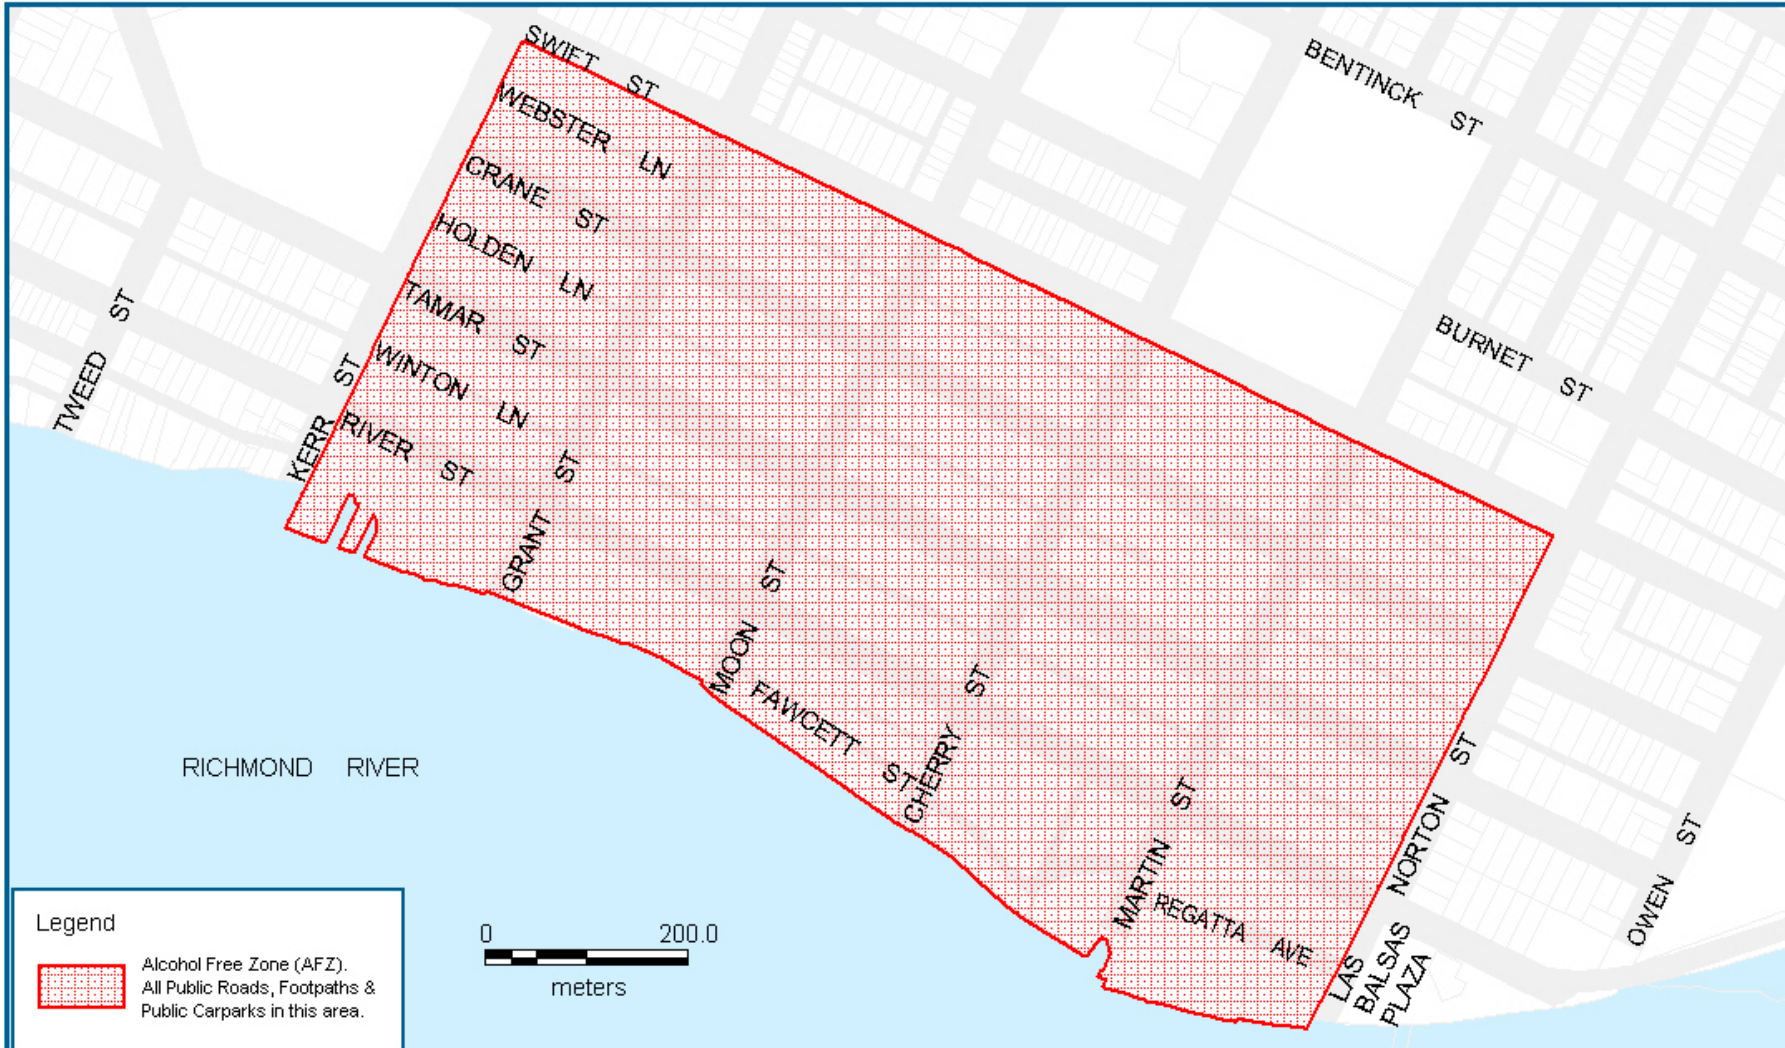 SWIFT ST
BENTINCK ST
WEBSTER LN
CRANE ST
HOLDEN LN
TAMAR ST
BURNET ST
TWEED ST
KERR ST
WINTON LN
RIVER ST
GRANT ST
MOON ST
FAWCETT ST
CHERRY ST
MARTIN ST
REGATTA AVE
NORTON ST
OWEN ST
LAS
BALSAS
PLAZA
RICHMOND RIVER
Legend
Alcohol Free Zone (AFZ).
All Public Roads, Footpaths &
Public Carparks in this area.
0 200.0
meters